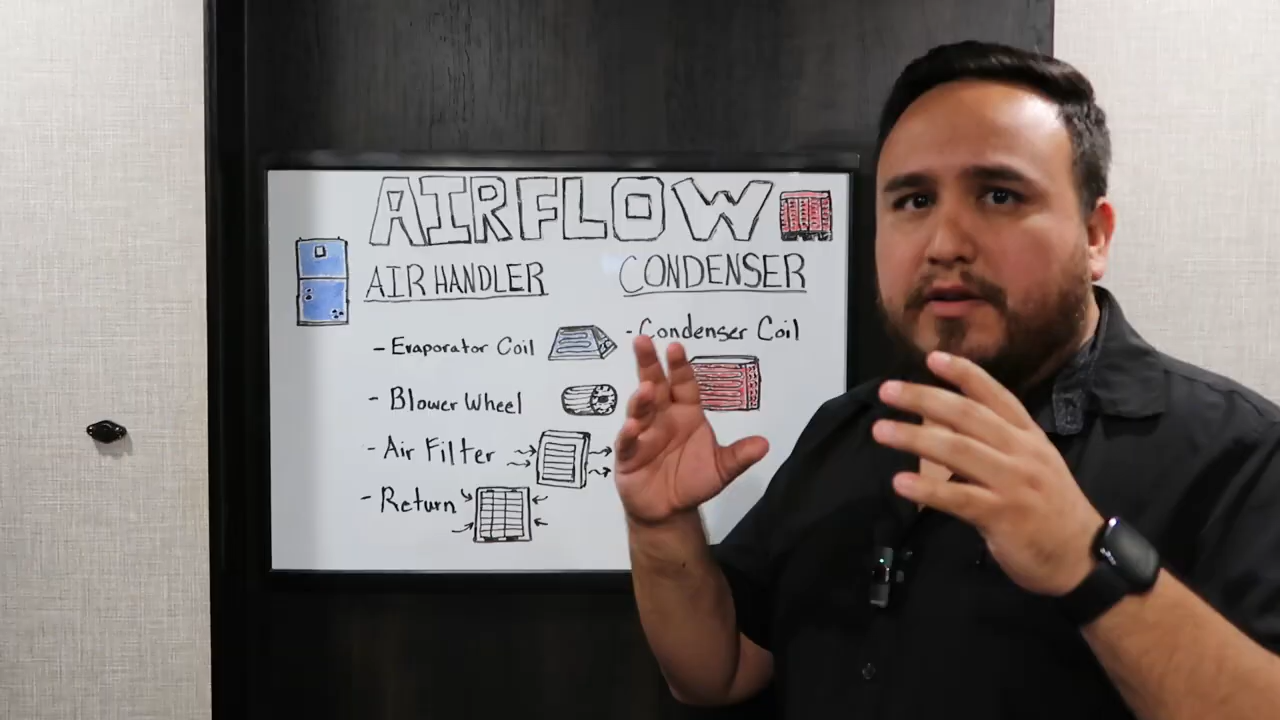 AIRFLOW
AIR HANDLER
- Evaporator Coil
- Blower Wheel
- Air Filter
- Return
CONDENSER
- Condenser Coil